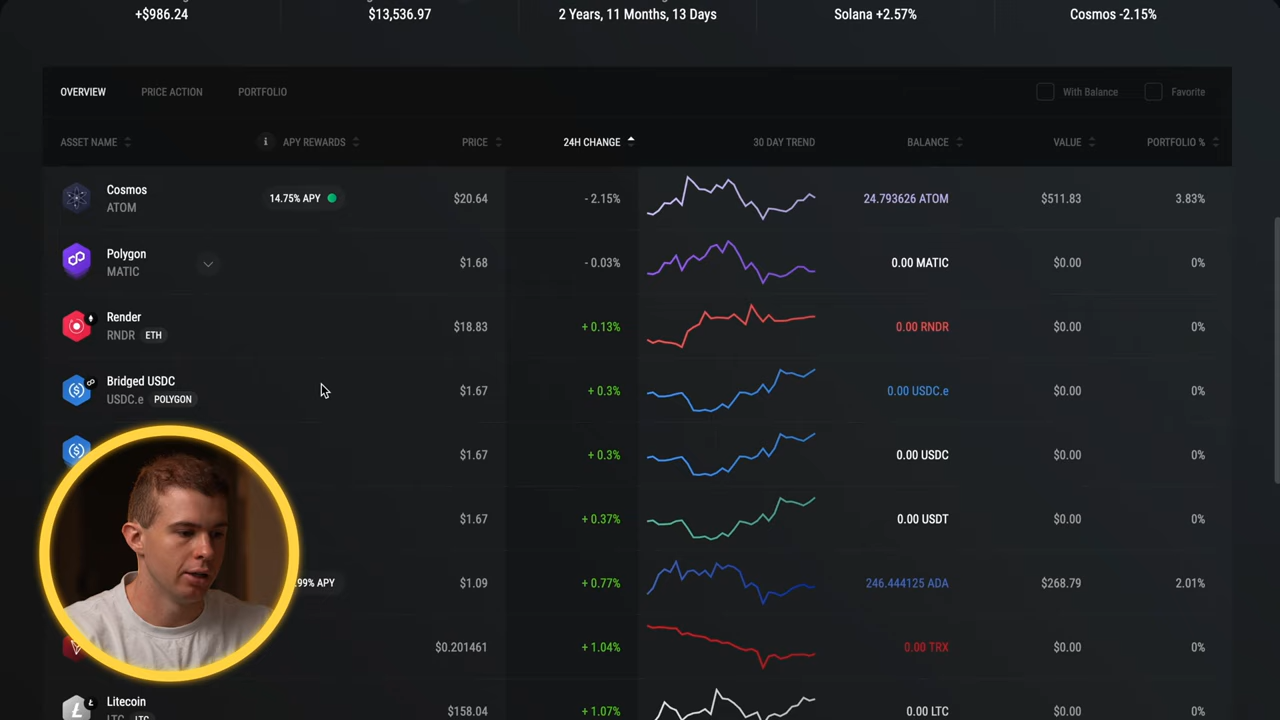 +$986.24 $13,536.97 2 Years, 11 Months, 13 Days Solana +2.57% Cosmos -2.15%
OVERVIEW PRICE ACTION PORTFOLIO With Balance Favorite
ASSET NAME i APY REWARDS PRICE 24H CHANGE 30 DAY TREND BALANCE VALUE PORTFOLIO %
Cosmos
ATOM 14.75% APY $20.64 - 2.15% 24.793626 ATOM $511.83 3.83%
Polygon
MATIC $1.68 - 0.03% 0.00 MATIC $0.00 0%
Render
RNDR ETH $18.83 + 0.13% 0.00 RNDR $0.00 0%
Bridged USDC
USDC.e POLYGON $1.67 + 0.3% 0.00 USDC.e $0.00 0%
$1.67 + 0.3% 0.00 USDC $0.00 0%
$1.67 + 0.37% 0.00 USDT $0.00 0%
.99% APY $1.09 + 0.77% 246.444125 ADA $268.79 2.01%
$0.201461 + 1.04% 0.00 TRX $0.00 0%
Litecoin
LTC LTC $158.04 + 1.07% 0.00 LTC $0.00 0%